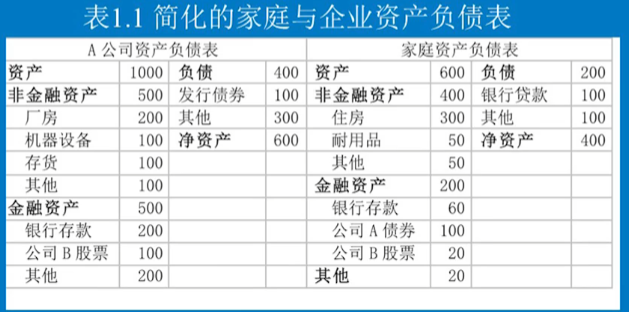 表1.1 简化的家庭与企业资产负债表
A 公司资产负债表 家庭资产负债表
资产 1000 负债 400 资产 600 负债 200
非金融资产 500 发行债券 100 非金融资产 400 银行贷款 100
厂房 200 其他 300 住房 300 其他 100
机器设备 100 净资产 600 耐用品 50 净资产 400
存货 100 其他 50
其他 100 金融资产 200
金融资产 500 银行存款 60
银行存款 200 公司 A 债券 100
公司 B 股票 100 公司 B 股票 20
其他 200 其他 20